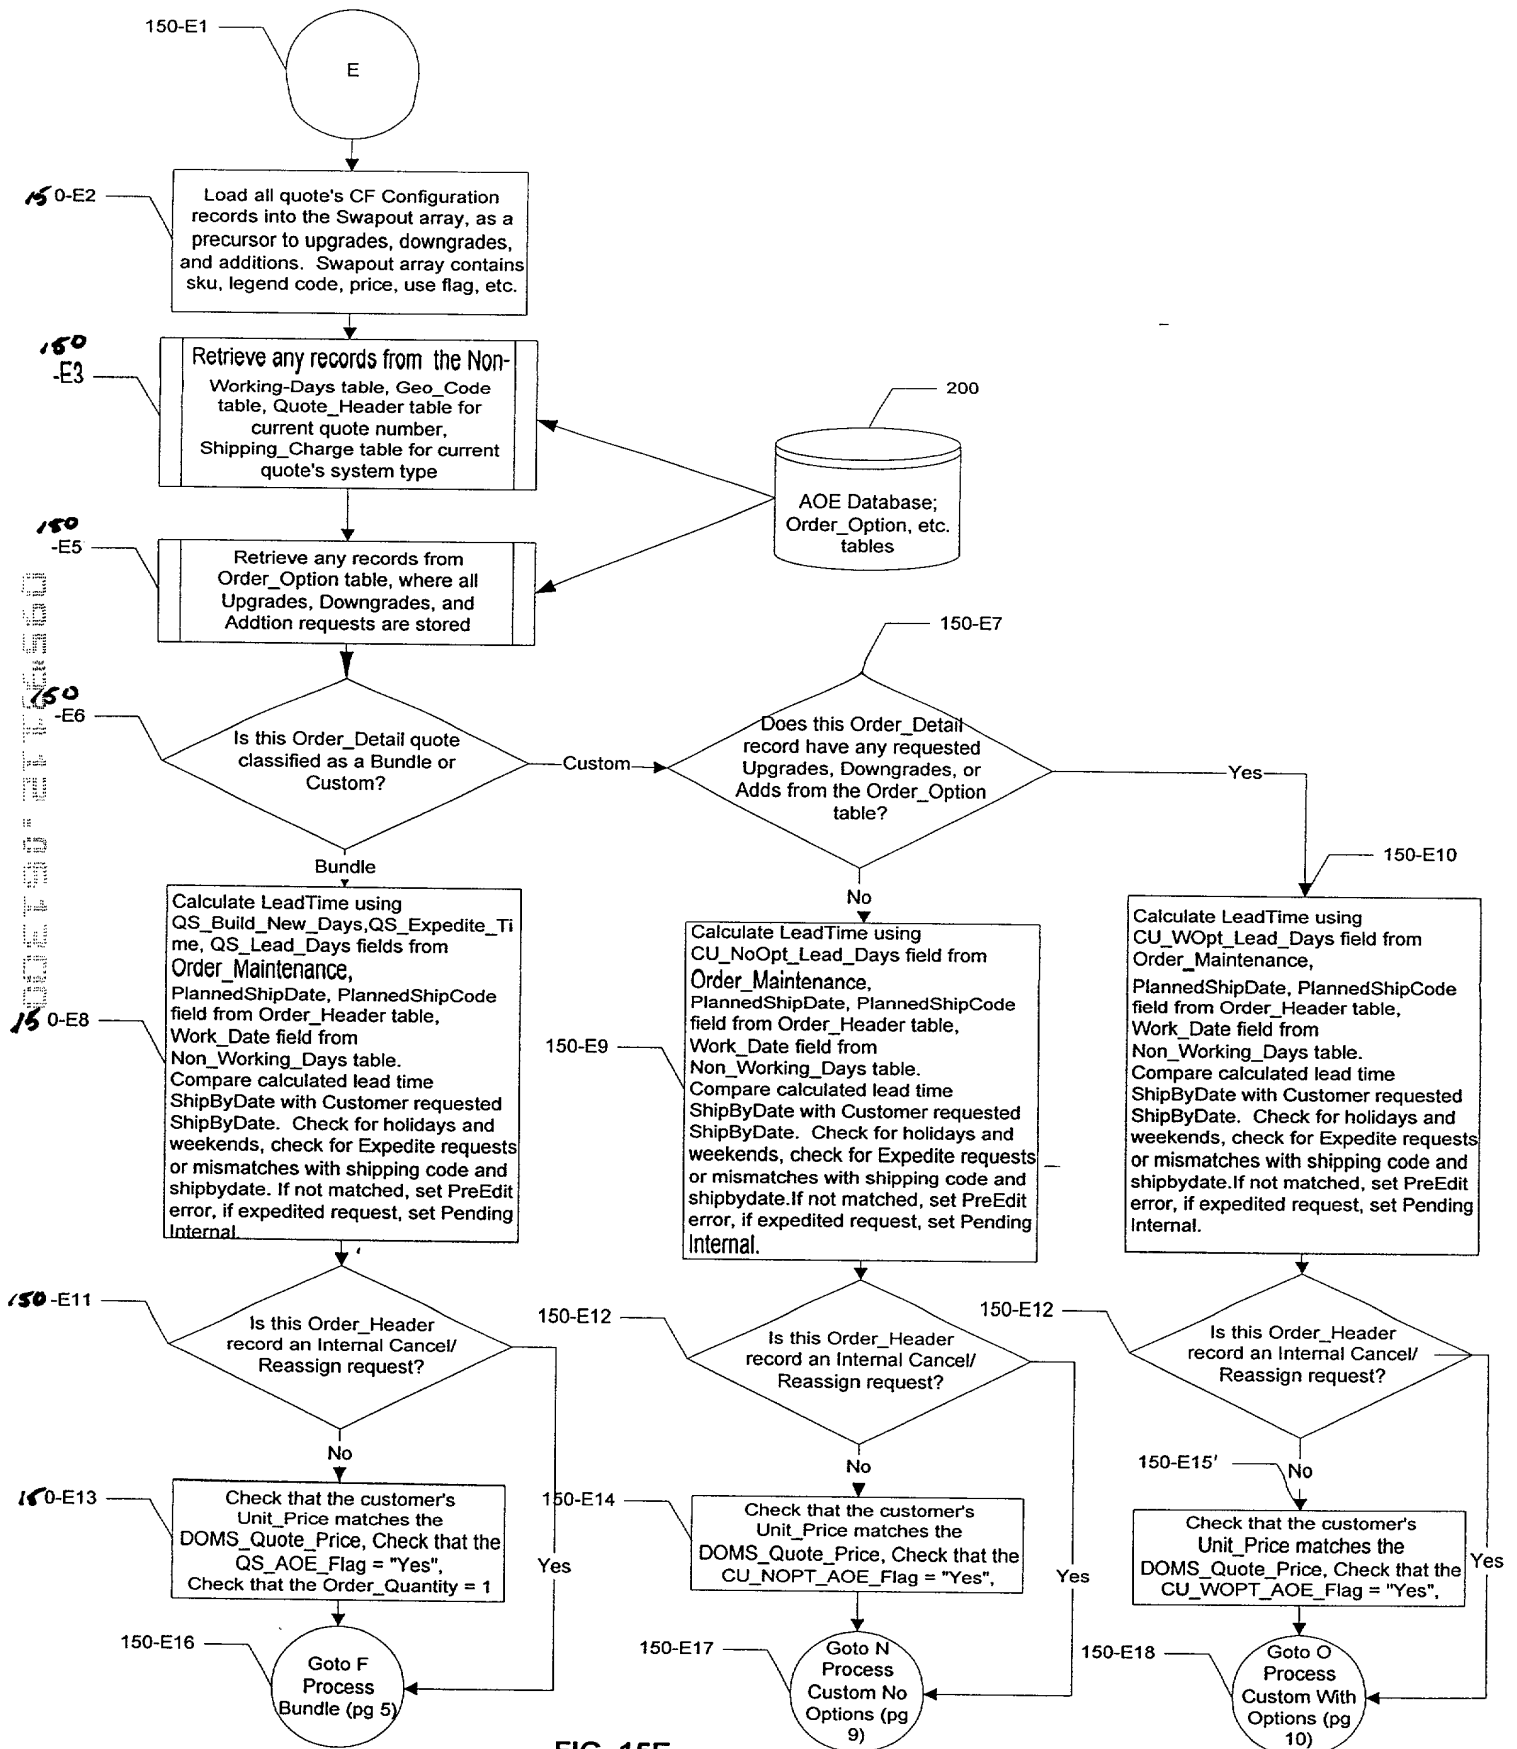 150-E1
E
150-E2
Load all quote's CF Configuration
records into the Swapout array, as a
precursor to upgrades, downgrades,
and additions. Swapout array contains
sku, legend code, price, use flag, etc.
150
-E3
Retrieve any records from the Non-
Working-Days table, Geo_Code
table, Quote_Header table for
current quote number,
Shipping_Charge table for current
quote's system type
200
AOE Database;
Order_Option, etc.
tables
150
-E5
Retrieve any records from
Order_Option table, where all
Upgrades, Downgrades, and
Addtion requests are stored
150
-E6
Is this Order_Detail quote
classified as a Bundle or
Custom?
Custom
150-E7
Does this Order_Detail
record have any requested
Upgrades, Downgrades, or
Adds from the Order_Option
table?
Yes
Bundle
No
150-E8
Calculate LeadTime using
QS_Build_New_Days,QS_Expedite_Ti
me, QS_Lead_Days fields from
Order_Maintenance,
PlannedShipDate, PlannedShipCode
field from Order_Header table,
Work_Date field from
Non_Working_Days table.
Compare calculated lead time
ShipByDate with Customer requested
ShipByDate. Check for holidays and
weekends, check for Expedite requests
or mismatches with shipping code and
shipbydate. If not matched, set PreEdit
error, if expedited request, set Pending
Internal.
150-E9
Calculate LeadTime using
CU_NoOpt_Lead_Days field from
Order_Maintenance,
PlannedShipDate, PlannedShipCode
field from Order_Header table,
Work_Date field from
Non_Working_Days table.
Compare calculated lead time
ShipByDate with Customer requested
ShipByDate. Check for holidays and
weekends, check for Expedite requests
or mismatches with shipping code and
shipbydate.If not matched, set PreEdit
error, if expedited request, set Pending
Internal.
150-E10
Calculate LeadTime using
CU_WOpt_Lead_Days field from
Order_Maintenance,
PlannedShipDate, PlannedShipCode
field from Order_Header table,
Work_Date field from
Non_Working_Days table.
Compare calculated lead time
ShipByDate with Customer requested
ShipByDate. Check for holidays and
weekends, check for Expedite requests
or mismatches with shipping code and
shipbydate.If not matched, set PreEdit
error, if expedited request, set Pending
Internal.
150-E11
Is this Order_Header
record an Internal Cancel/
Reassign request?
150-E12
Is this Order_Header
record an Internal Cancel/
Reassign request?
150-E12
Is this Order_Header
record an Internal Cancel/
Reassign request?
No
No
No
150-E13
Check that the customer's
Unit_Price matches the
DOMS_Quote_Price, Check that the
QS_AOE_Flag = "Yes",
Check that the Order_Quantity = 1
Yes
150-E14
Check that the customer's
Unit_Price matches the
DOMS_Quote_Price, Check that the
CU_NOPT_AOE_Flag = "Yes",
Yes
150-E15'
Check that the customer's
Unit_Price matches the
DOMS_Quote_Price, Check that the
CU_WOPT_AOE_Flag = "Yes",
Yes
150-E16
Goto F
Process
Bundle (pg 5)
150-E17
Goto N
Process
Custom No
Options (pg
9)
150-E18
Goto O
Process
Custom With
Options (pg
10)
FIG. 15E